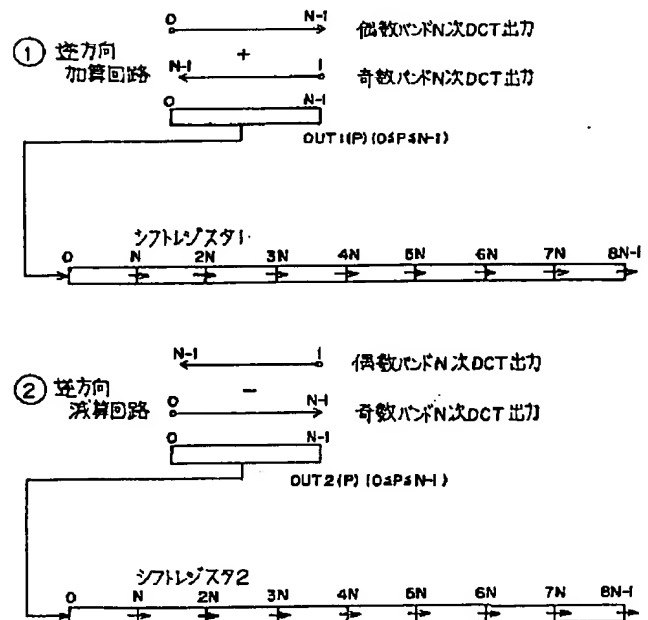 0 N-1
偶数バンドN次DCT出力
① 逆方向
加算回路
+
N-1 1
奇数バンドN次DCT出力
0 N-1
OUT1(P)(0≤P≤N-1)
シフトレジスタ1
0 N 2N 3N 4N 5N 6N 7N 8N-1
N-1 1
偶数バンドN次DCT出力
② 逆方向
減算回路
−
0 N-1
奇数バンドN次DCT出力
0 N-1
OUT2(P)(0≤P≤N-1)
シフトレジスタ2
0 N 2N 3N 4N 5N 6N 7N 8N-1